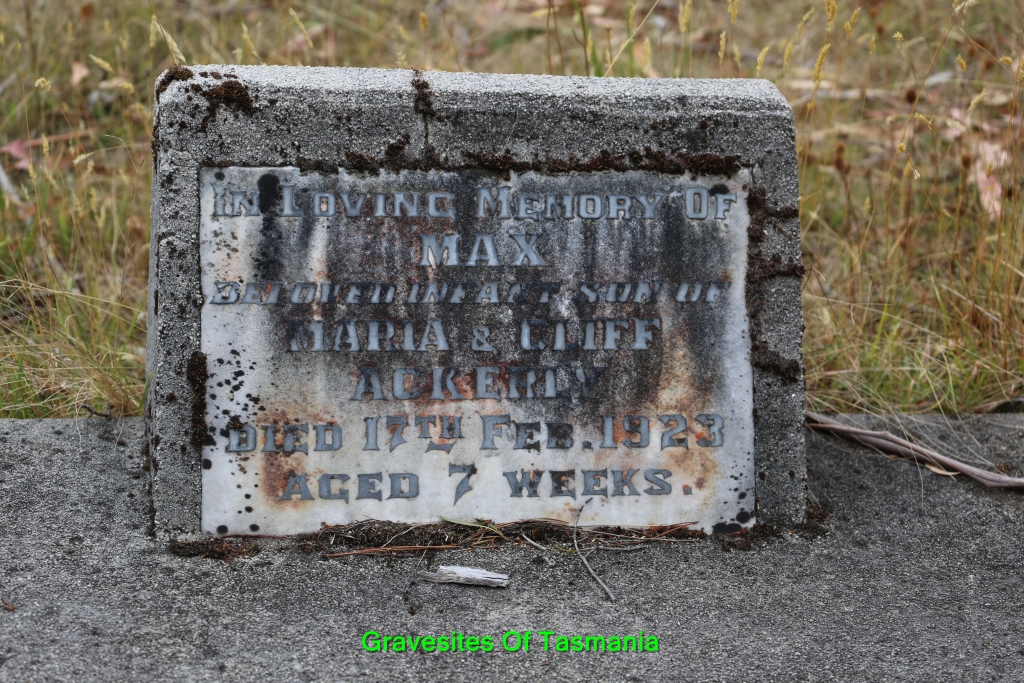 IN LOVING MEMORY OF
MAX
BELOVED INFANT SON OF
MARIA & CLIFF
ACKERLY
DIED 17TH FEB. 1923
AGED 7 WEEKS.
Gravesites Of Tasmania